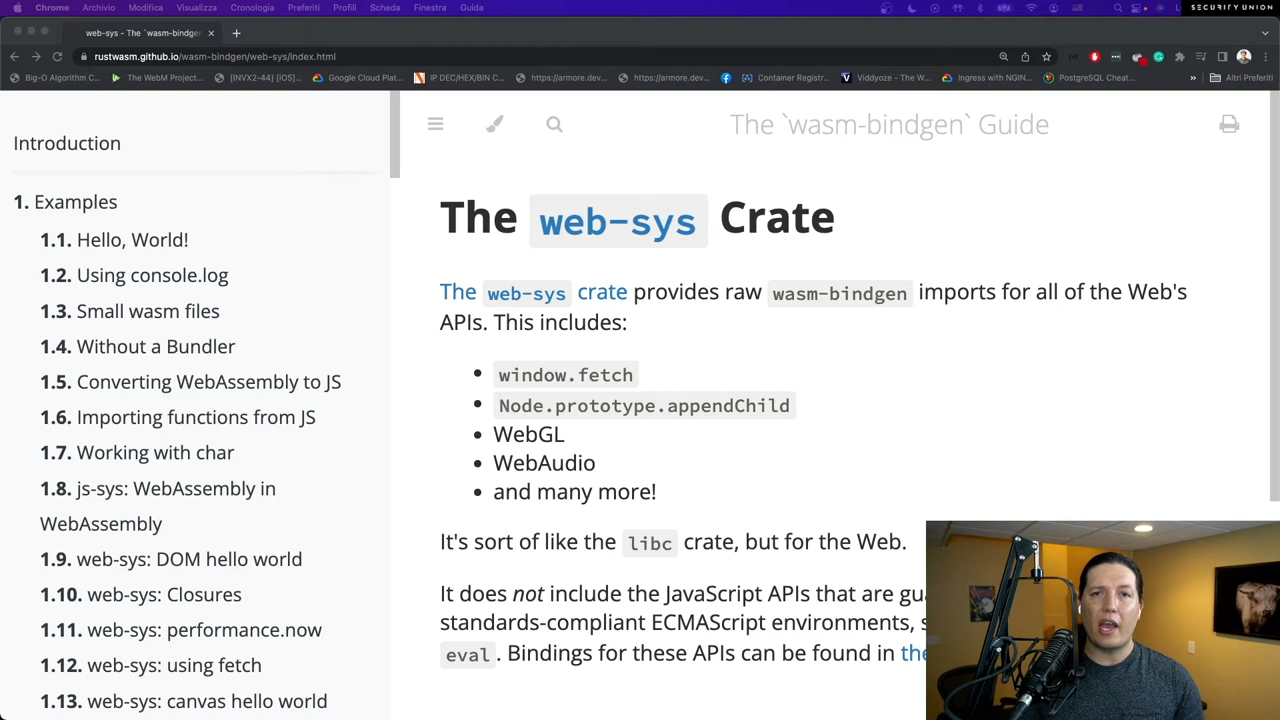 Chrome Archivio Modifica Visualizza Cronologia Preferiti Profili Scheda Finestra Guida
SECURITY UNION
web-sys - The `wasm-bindgen
rustwasm.github.io/wasm-bindgen/web-sys/index.html
Big-O Algorithm C... The WebM Project... [INVX2-44] [iOS]... Google Cloud Plat... IP DEC/HEX/BIN C... https://armore.dev... https://armore.dev... Container Registr... Viddyoze - The W... Ingress with NGIN... PostgreSQL Cheat... » Altri Preferiti
The `wasm-bindgen` Guide
Introduction
1. Examples
1.1. Hello, World!
1.2. Using console.log
1.3. Small wasm files
1.4. Without a Bundler
1.5. Converting WebAssembly to JS
1.6. Importing functions from JS
1.7. Working with char
1.8. js-sys: WebAssembly in
WebAssembly
1.9. web-sys: DOM hello world
1.10. web-sys: Closures
1.11. web-sys: performance.now
1.12. web-sys: using fetch
1.13. web-sys: canvas hello world
The web-sys Crate
The web-sys crate provides raw wasm-bindgen imports for all of the Web's
APIs. This includes:
• window.fetch
• Node.prototype.appendChild
• WebGL
• WebAudio
• and many more!
It's sort of like the libc crate, but for the Web.
It does not include the JavaScript APIs that are gua
standards-compliant ECMAScript environments, s
eval. Bindings for these APIs can be found in the